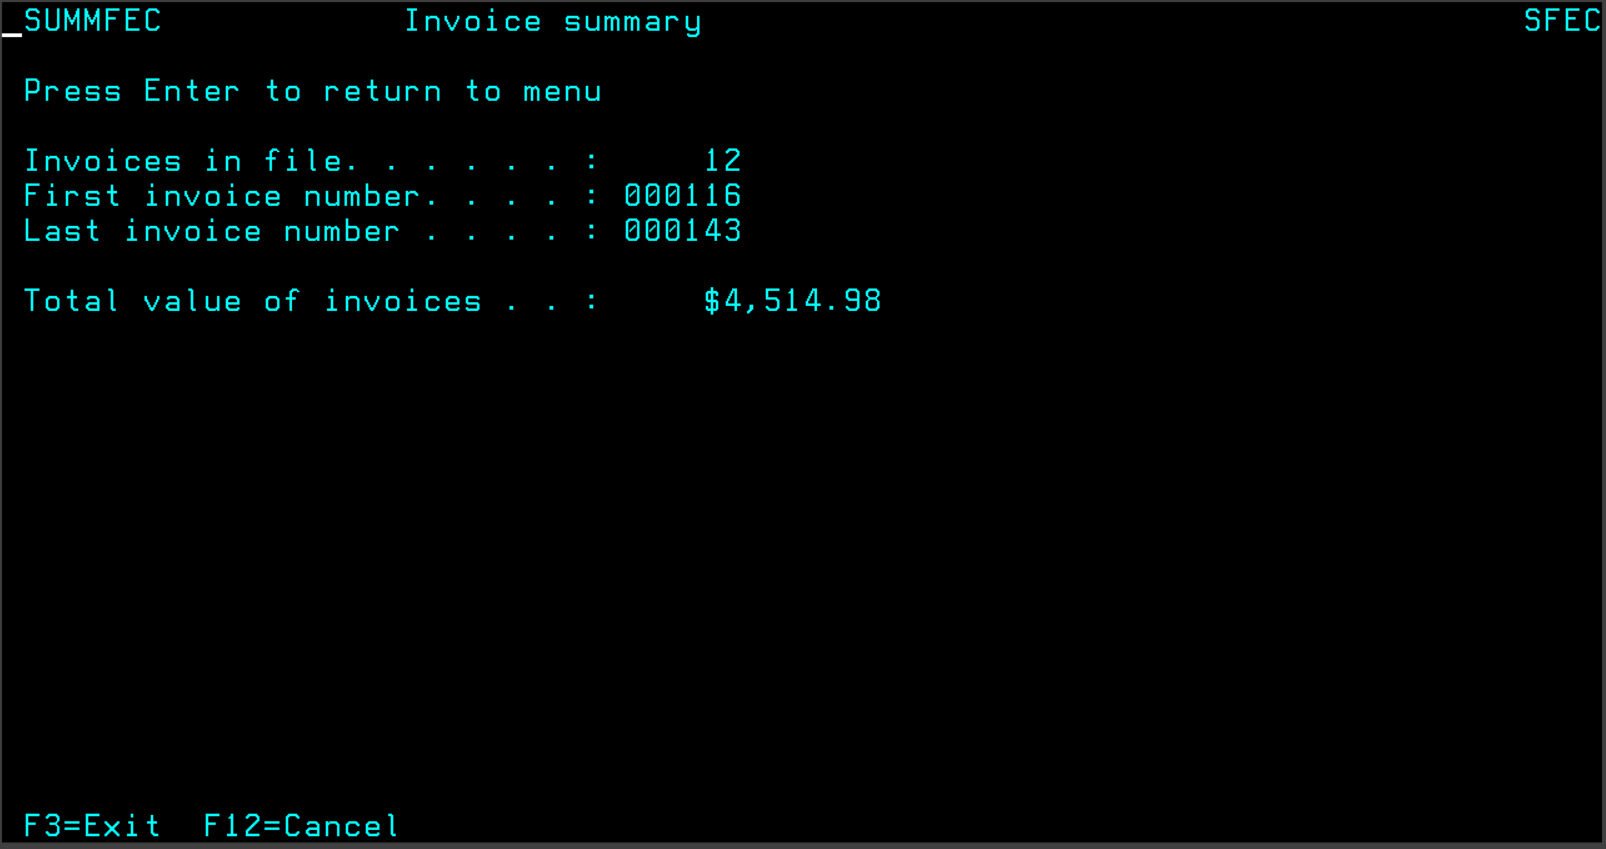 SUMMFEC Invoice summary SFEC
Press Enter to return to menu
Invoices in file. . . . . . : 12
First invoice number. . . . : 000116
Last invoice number . . . . : 000143
Total value of invoices . . : $4,514.98
F3=Exit F12=Cancel